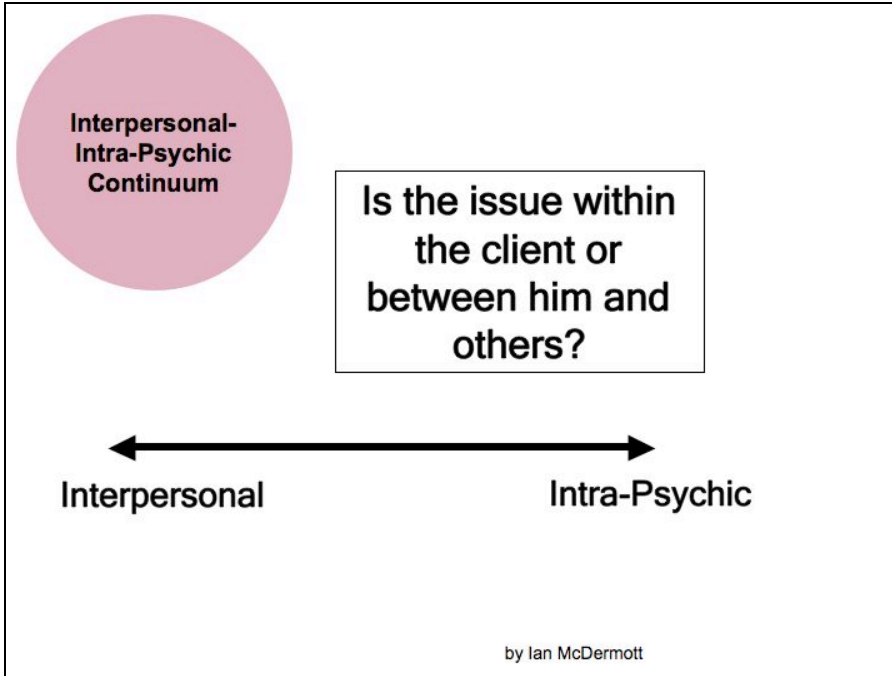 Interpersonal-
Intra-Psychic
Continuum
Is the issue within
the client or
between him and
others?
Interpersonal
Intra-Psychic
by Ian McDermott